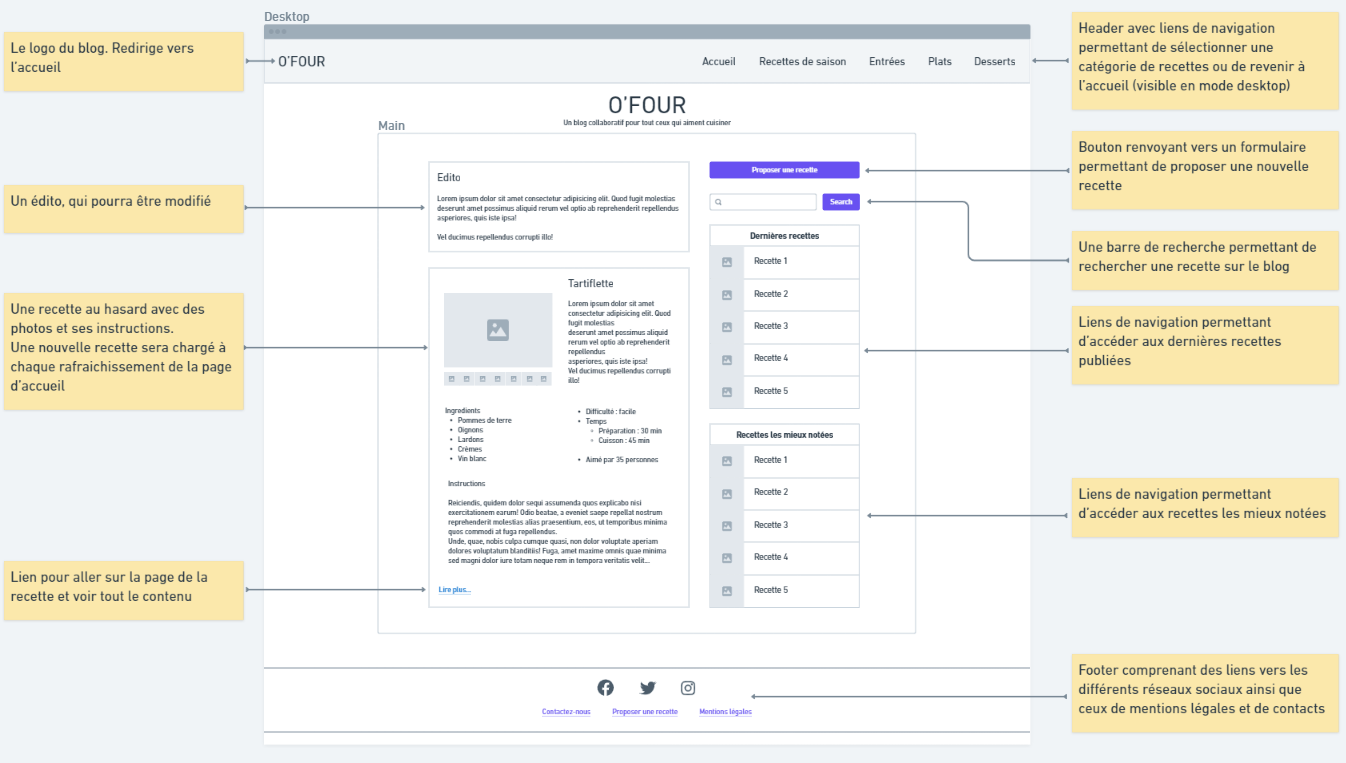 Desktop
Le logo du blog. Redirige vers
l'accueil
O'FOUR
Accueil Recettes de saison Entrées Plats Desserts
Header avec liens de navigation
permettant de sélectionner une
catégorie de recettes ou de revenir à
l'accueil (visible en mode desktop)
O'FOUR
Un blog collaboratif pour tout ceux qui aiment cuisiner
Main
Un édito, qui pourra être modifié
Edito
Lorem ipsum dolor sit amet consectetur adipisicing elit. Quod fugit molestias
deserunt amet possimus aliquid rerum vel optio ab reprehenderit repellendus
asperiores, quis iste ipsa!
Vel ducimus repellendus corrupti illo!
Proposer une recette
Bouton renvoyant vers un formulaire
permettant de proposer une nouvelle
recette
Search
Une barre de recherche permettant de
rechercher une recette sur le blog
Dernières recettes
Recette 1
Recette 2
Recette 3
Recette 4
Recette 5
Liens de navigation permettant
d'accéder aux dernières recettes
publiées
Une recette au hasard avec des
photos et ses instructions.
Une nouvelle recette sera chargé à
chaque rafraichissement de la page
d'accueil
Tartiflette
Lorem ipsum dolor sit amet
consectetur adipisicing elit. Quod
fugit molestias
deserunt amet possimus aliquid
rerum vel optio ab reprehenderit
repellendus
asperiores, quis iste ipsa!
Vel ducimus repellendus corrupti
illo!
Ingredients
• Pommes de terre
• Oignons
• Lardons
• Crèmes
• Vin blanc
• Difficulté : facile
• Temps
◦ Préparation : 30 min
◦ Cuisson : 45 min
• Aimé par 35 personnes
Instructions
Reiciendis, quidem dolor sequi assumenda quos explicabo nisi
exercitationem earum! Odio beatae, a eveniet saepe repellat nostrum
reprehenderit molestias alias praesentium, eos, ut temporibus minima
quos commodi at fuga repellendus.
Unde, quae, nobis culpa cumque quasi, non dolor voluptate aperiam
dolores voluptatum blanditiis! Fuga, amet maxime omnis quae minima
sed magni dolor iure totam neque rem in tempora veritatis velit...
Lire plus...
Lien pour aller sur la page de la
recette et voir tout le contenu
Recettes les mieux notées
Recette 1
Recette 2
Recette 3
Recette 4
Recette 5
Liens de navigation permettant
d'accéder aux recettes les mieux notées
Contactez-nous Proposer une recette Mentions légales
Footer comprenant des liens vers les
différents réseaux sociaux ainsi que
ceux de mentions légales et de contacts